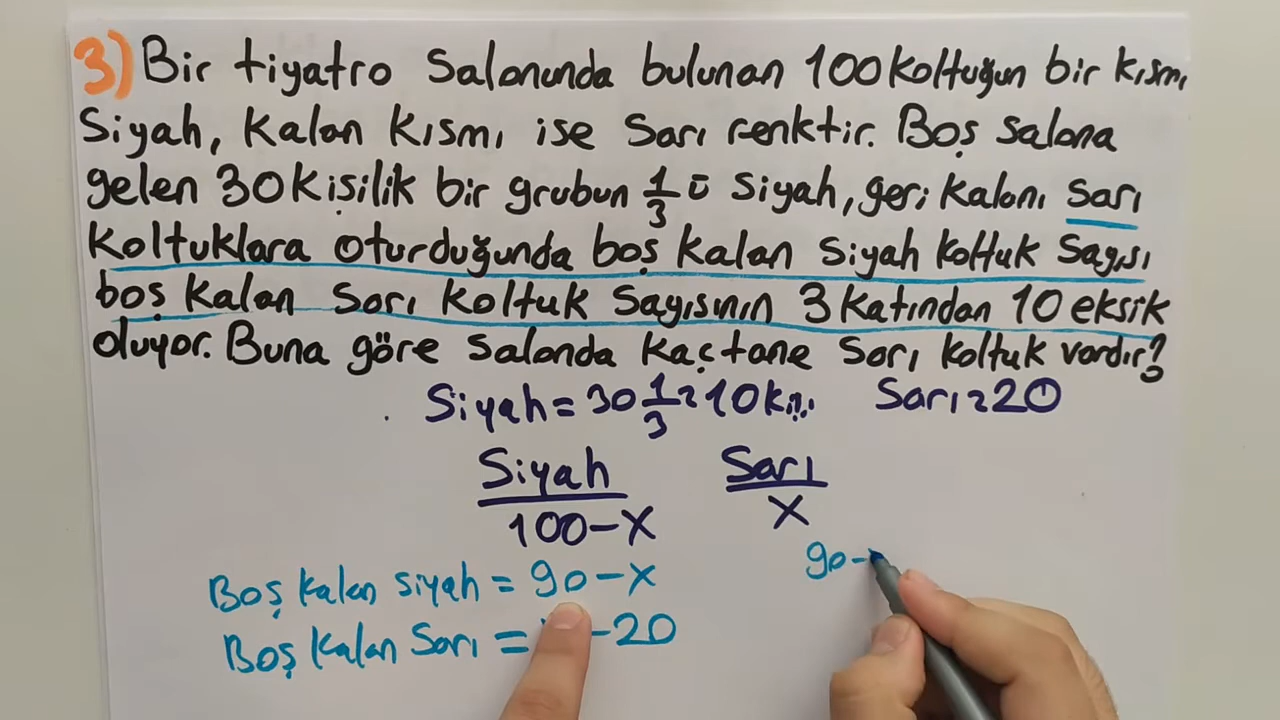 3) Bir tiyatro Salonunda bulunan 100 koltuğun bir kısmı
Siyah, kalan kısmı ise sarı renktir. Boş salona
gelen 30 kişilik bir grubun 1/3 ü siyah, geri kalanı sarı
koltuklara oturduğunda boş kalan siyah koltuk sayısı
boş kalan sarı koltuk sayısının 3 katından 10 eksik
oluyor. Buna göre salonda kaçtane sarı koltuk vardır?
Siyah = 30 1/3 = 10 kiş. Sarı = 20
Siyah Sarı
100-x x
90-
Boş kalan siyah = 90-x
Boş kalan sarı = -20